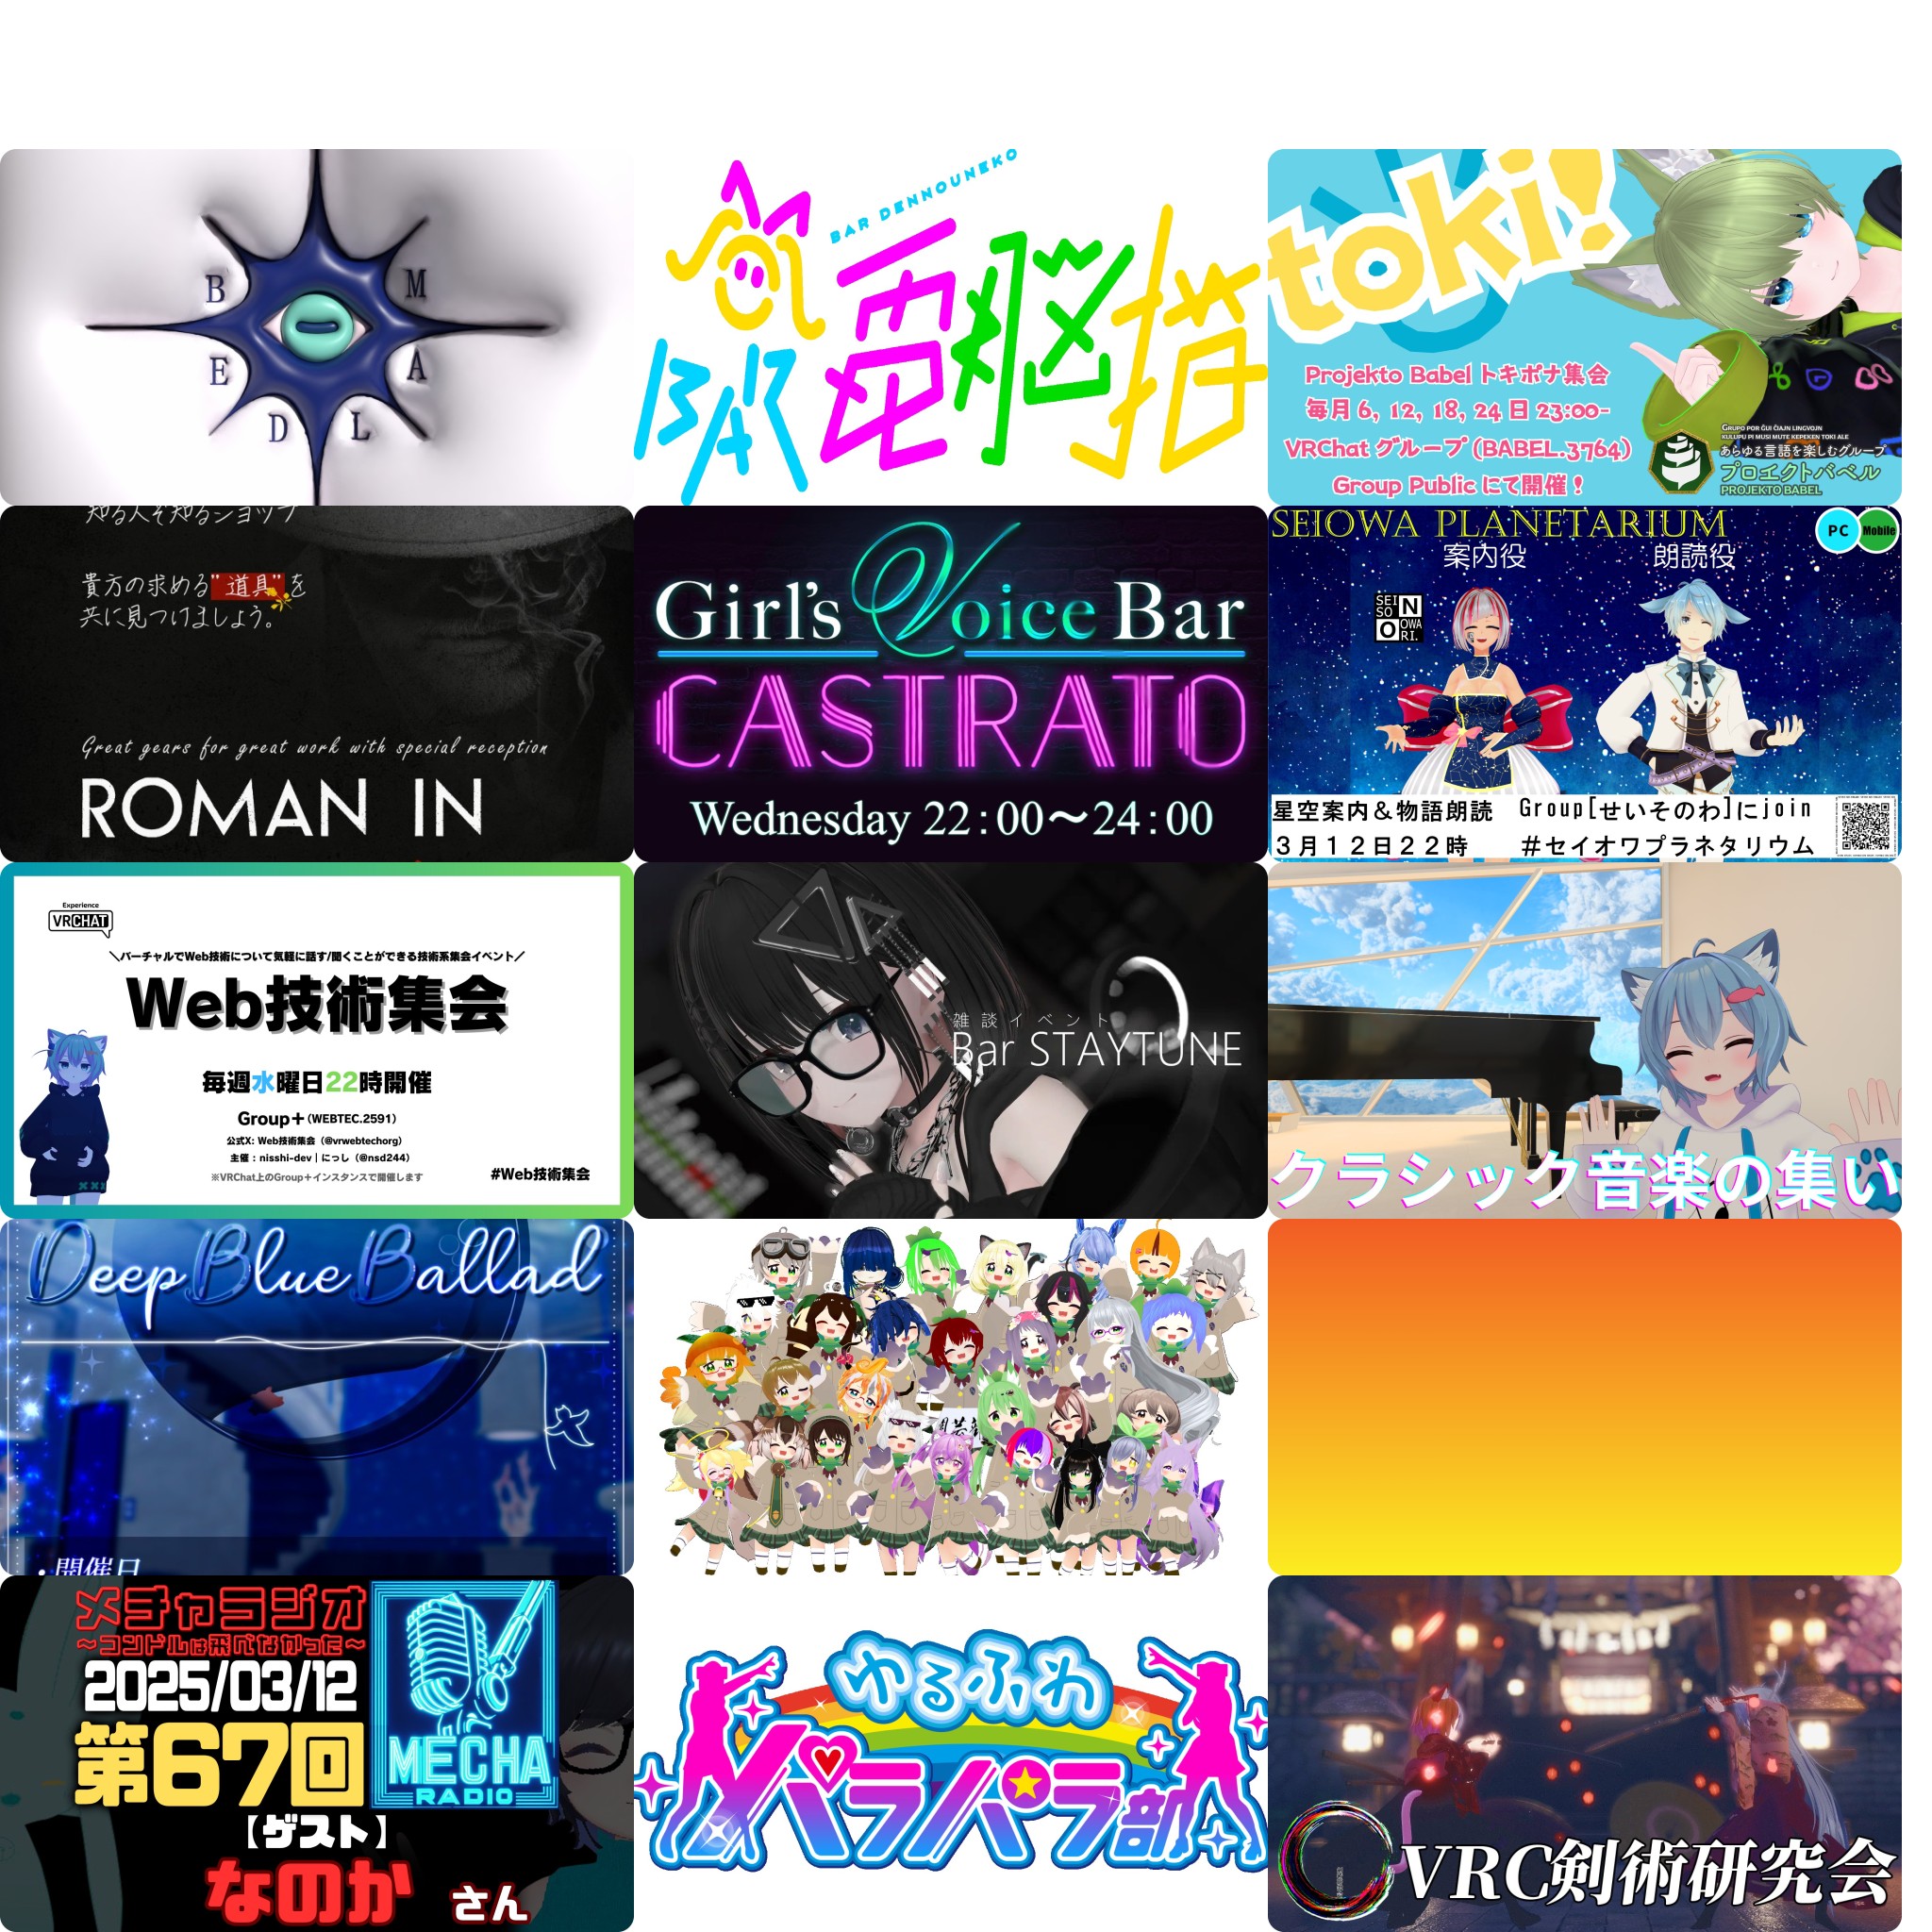 B
M
E
A
D
L
BAR DENNOUNEKO
BAR 電脳猫
toki!
Projekto Babel トキポナ集会
毎月 6, 12, 18, 24 日 23:00-
VRChat グループ (BABEL.3764)
Group Public にて開催！
GRUPO POR ĜUI ĈIAJN LINGVOJN
KULUPU PI MUSI MUTE KEPEKEN TOKI ALE
あらゆる言語を楽しむグループ
プロエクトバベル
PROJEKTO BABEL
知る人ぞ知るショップ
貴方の求める"道具"を
共に見つけましょう。
Great gears for great work with special reception
ROMAN IN
Girl's Voice Bar
CASTRATO
Wednesday 22:00～24:00
SEIOWA PLANETARIUM
PC
Mobile
案内役
朗読役
SEI
SO
O
N
OWA
RI.
星空案内＆物語朗読
Group[せいそのわ]にjoin
３月１２日２２時
＃セイオワプラネタリウム
Experience
VRCHAT
＼バーチャルでWeb技術について気軽に話す/聞くことができる技術系集会イベント／
Web技術集会
毎週水曜日22時開催
Group＋(WEBTEC.2591)
公式X: Web技術集会（@vrwebtechorg）
主催：nisshi-dev｜にっし（@nsd244）
※VRChat上のGroup＋インスタンスで開催します
#Web技術集会
雑談イベント
Bar STAYTUNE
クラシック音楽の集い
Deep Blue Ballad
・開催日
メチャラジオ
～コンドルは飛べなかった～
2025/03/12
第67回
【ゲスト】
なのか さん
MECHA
RADIO
ゆるふわ
パラパラ部
VRC剣術研究会